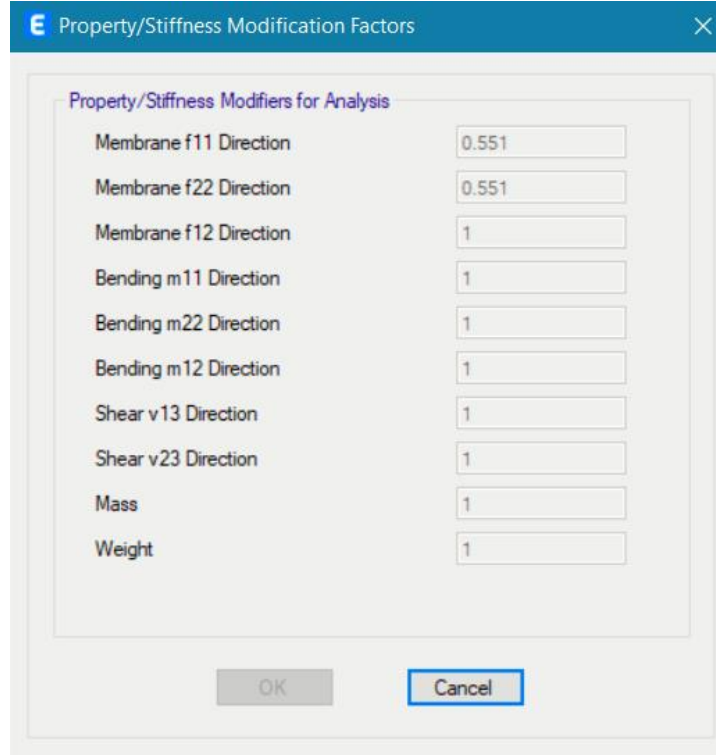 E Property/Stiffness Modification Factors
Property/Stiffness Modifiers for Analysis
Membrane f11 Direction 0.551
Membrane f22 Direction 0.551
Membrane f12 Direction 1
Bending m11 Direction 1
Bending m22 Direction 1
Bending m12 Direction 1
Shear v13 Direction 1
Shear v23 Direction 1
Mass 1
Weight 1
OK Cancel